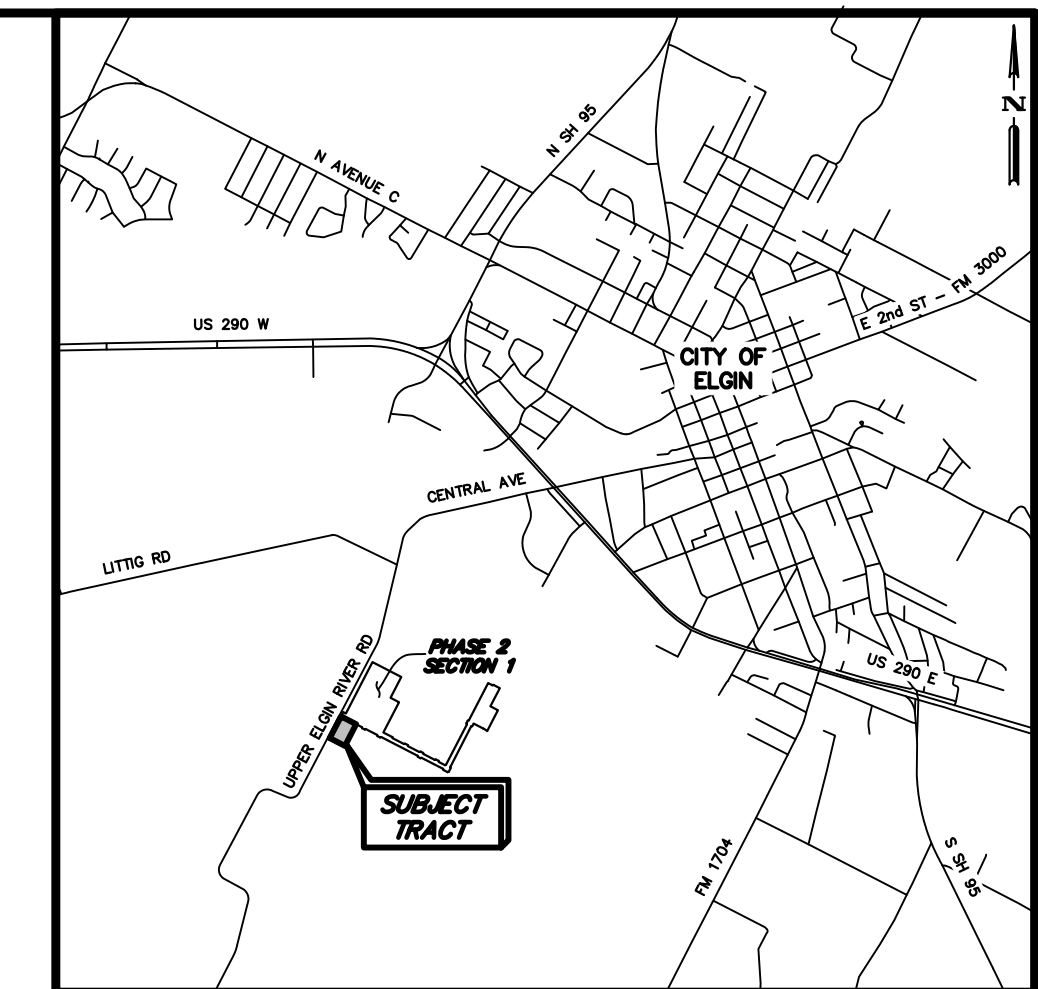 N
N SH 95
N AVENUE C
E 2nd ST - FM 3000
US 290 W
CITY OF
ELGIN
CENTRAL AVE
LITTIG RD
PHASE 2
SECTION 1
UPPER ELGIN RIVER RD
US 290 E
SUBJECT
TRACT
FM 1704
S SH 95